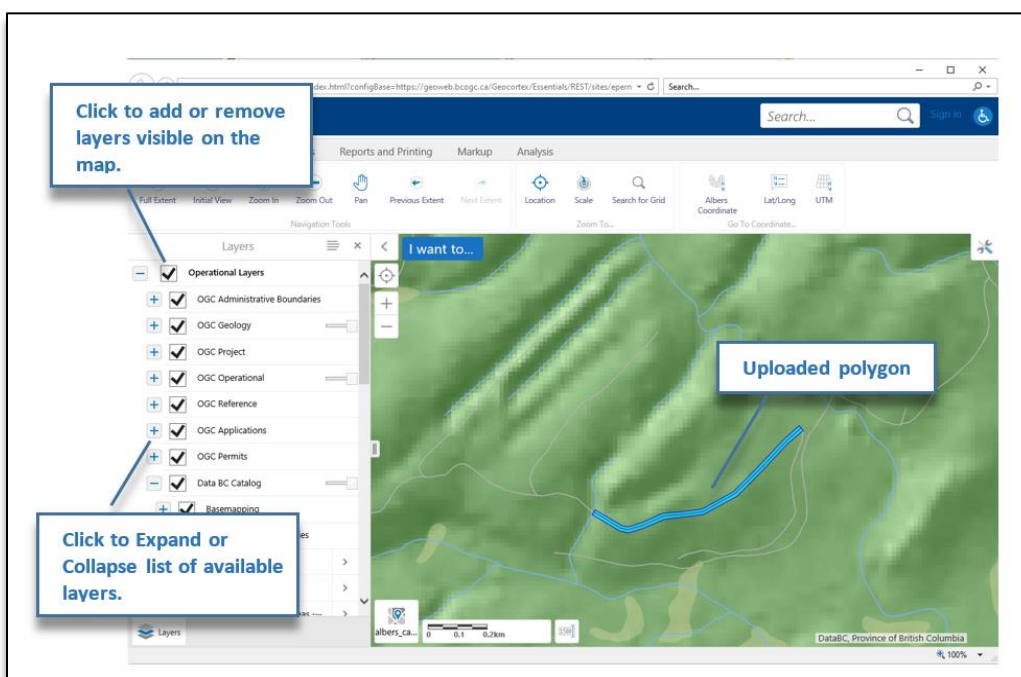 ndex.html?configBase=https://geoweb.bcogc.ca/Geocortex/Essentials/REST/sites/epern
Search...
Click to add or remove
layers visible on the
map.
Search...
Sign in
Reports and Printing Markup Analysis
Full Extent Initial View Zoom In Zoom Out Pan Previous Extent Next Extent Location Scale Search for Grid Albers Coordinate Lat/Long UTM
Navigation Tools Zoom To... Go To Coordinate...
Layers
I want to...
Operational Layers
OGC Administrative Boundaries
OGC Geology
OGC Project
OGC Operational
Uploaded polygon
OGC Reference
OGC Applications
OGC Permits
Data BC Catalog
Basemapping
Click to Expand or
Collapse list of available
layers.
Layers
albers_ca...
0 0.1 0.2km
DataBC, Province of British Columbia
100%